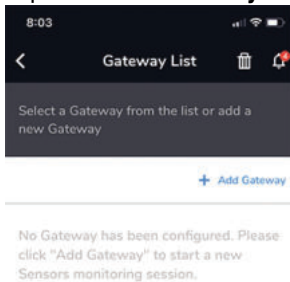 8:03
Gateway List
4
Select a Gateway from the list or add a
new Gateway
+ Add Gateway
No Gateway has been configured. Please
click "Add Gateway" to start a new
Sensors monitoring session.